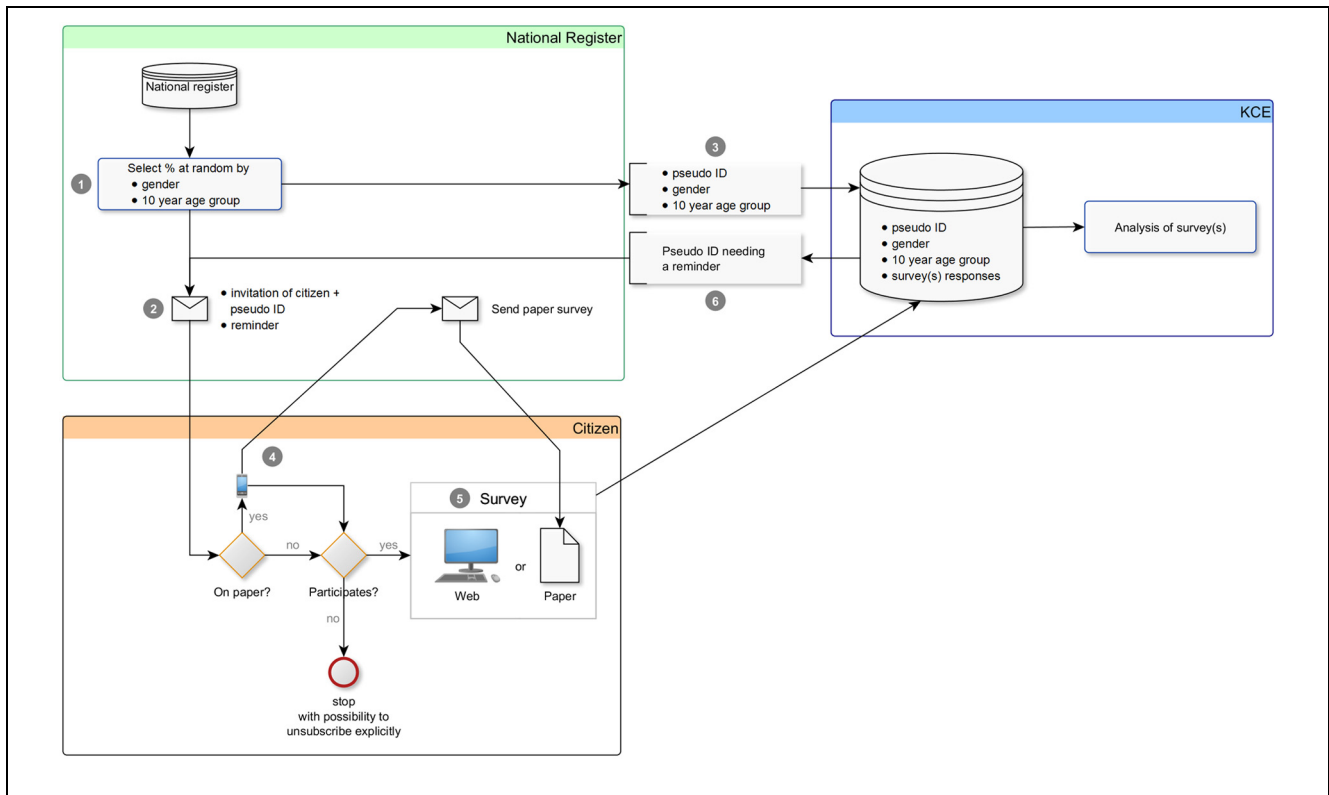 National Register
National register
1
Select % at random by
• gender
• 10 year age group
3
• pseudo ID
• gender
• 10 year age group
Pseudo ID needing
a reminder
6
KCE
• pseudo ID
• gender
• 10 year age group
• survey(s) responses
Analysis of survey(s)
2
• invitation of citizen +
pseudo ID
• reminder
Send paper survey
Citizen
4
yes
On paper?
no
Participates?
yes
no
stop
with possibility to
unsubscribe explicitly
5 Survey
Web
or
Paper